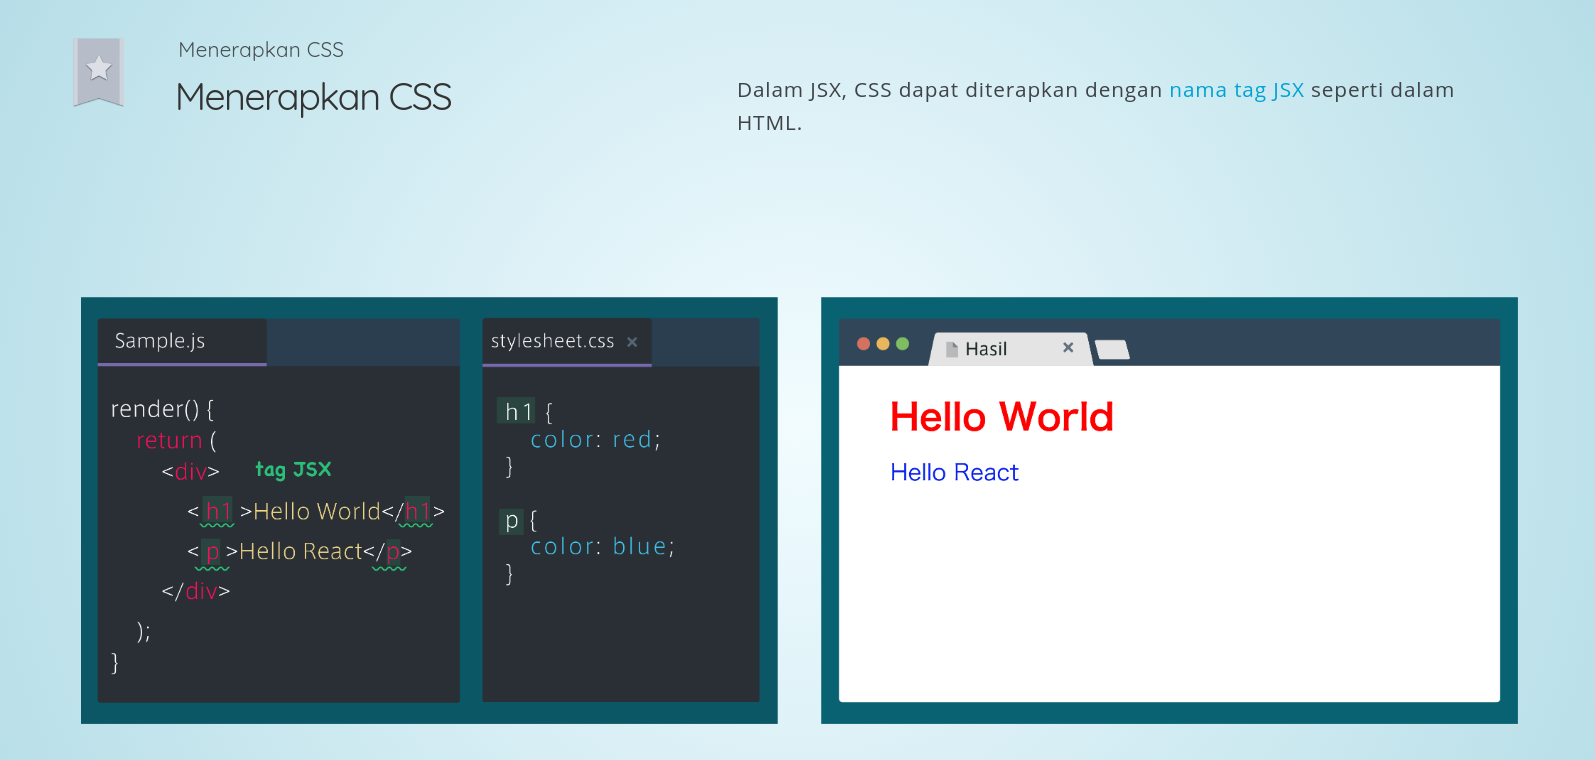 Menerapkan CSS
Menerapkan CSS
Dalam JSX, CSS dapat diterapkan dengan nama tag JSX seperti dalam
HTML.
Sample.js
render() {
return (
<div> tag JSX
<h1>Hello World</h1>
<p>Hello React</p>
</div>
);
}
stylesheet.css ×
h1 {
color: red;
}
p {
color: blue;
}
Hasil ×
Hello World
Hello React